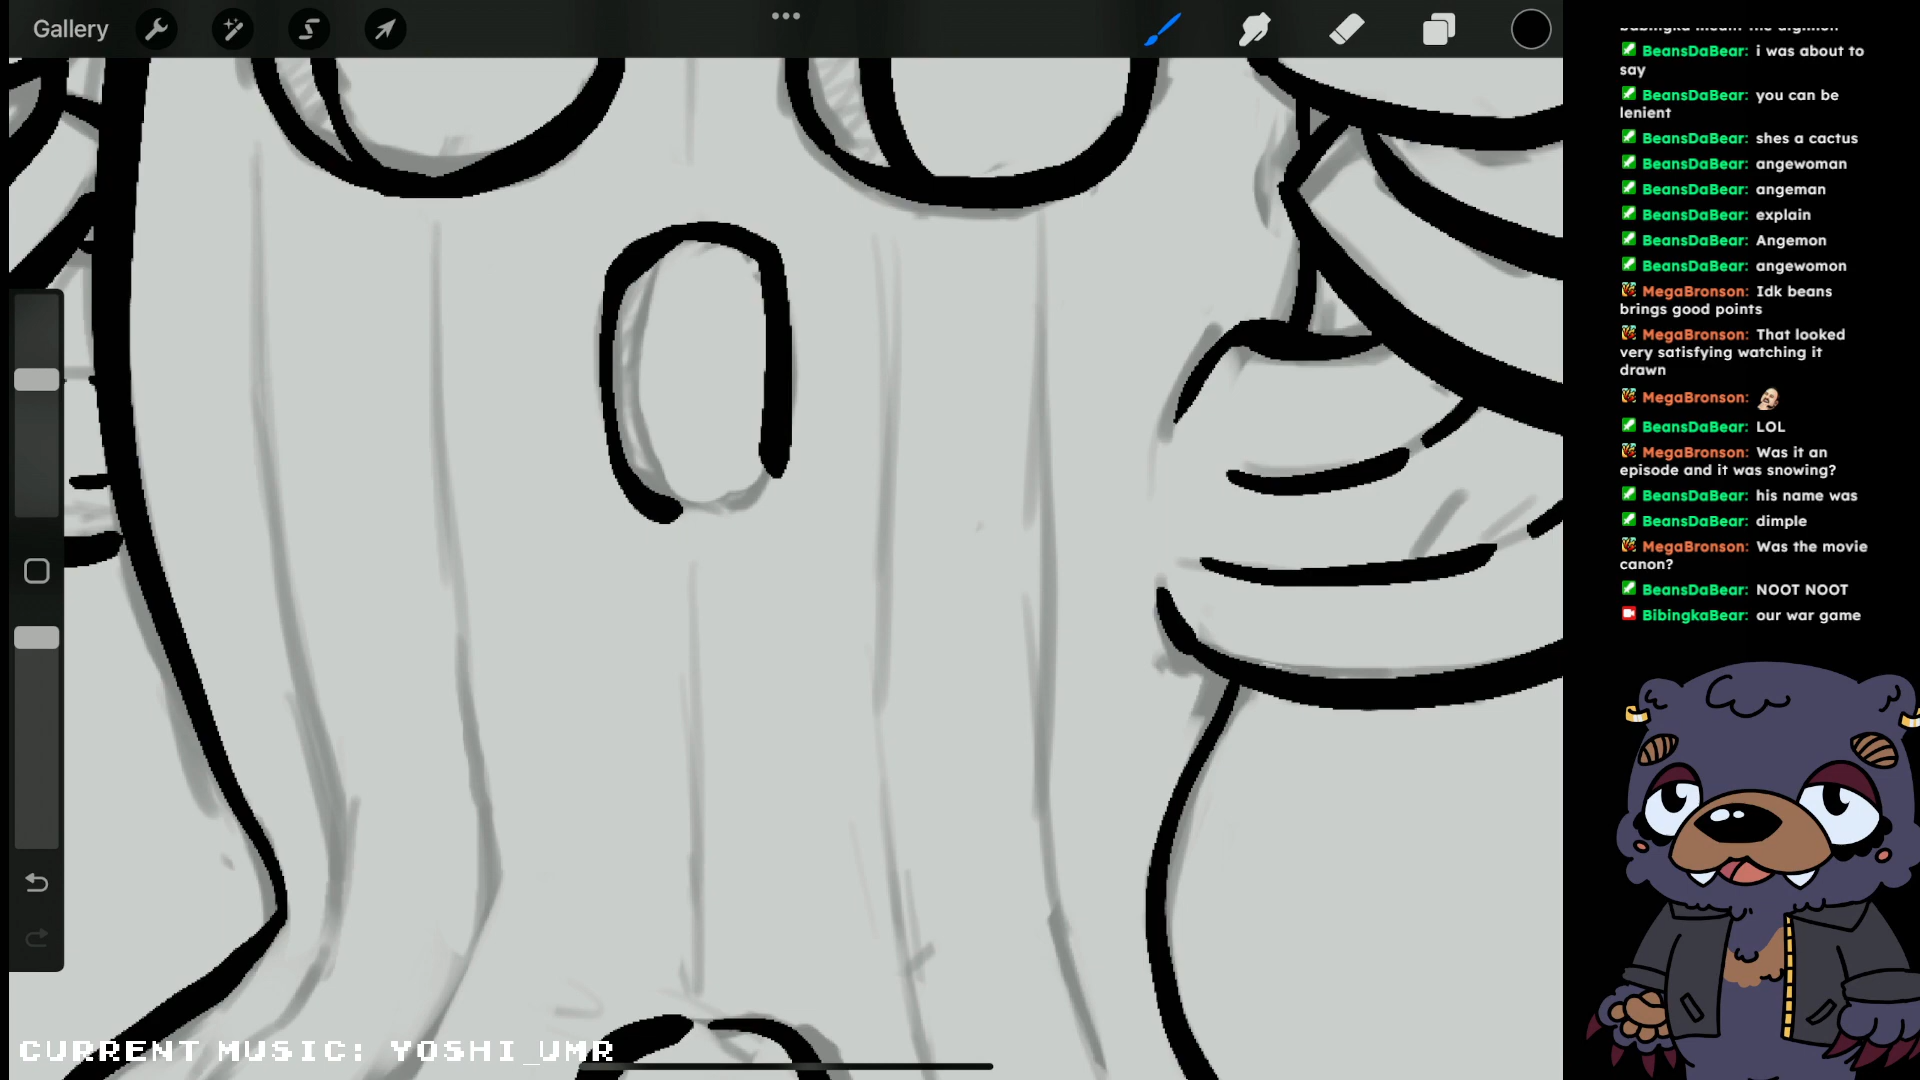 Gallery
BeansDaBear: i was about to
say
BeansDaBear: you can be
lenient
BeansDaBear: shes a cactus
BeansDaBear: angewoman
BeansDaBear: angeman
BeansDaBear: explain
BeansDaBear: Angemon
BeansDaBear: angewomon
MegaBronson: Idk beans
brings good points
MegaBronson: That looked
very satisfying watching it
drawn
MegaBronson:
BeansDaBear: LOL
MegaBronson: Was it an
episode and it was snowing?
BeansDaBear: his name was
BeansDaBear: dimple
MegaBronson: Was the movie
canon?
BeansDaBear: NOOT NOOT
BibingkaBear: our war game
CURRENT MUSIC: YOSHI_UMR